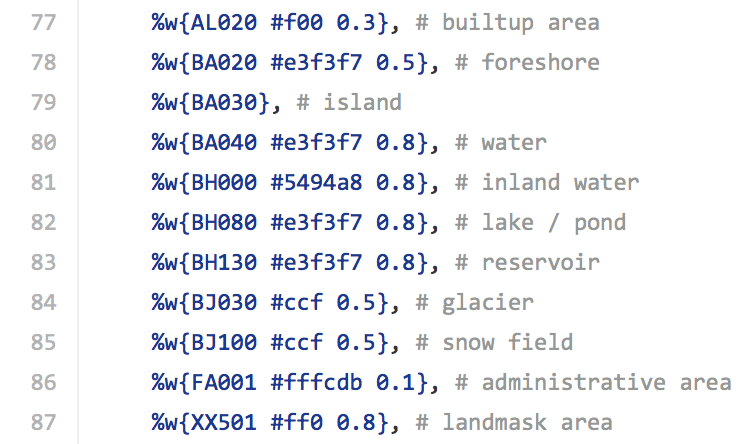 77 %w{AL020 #f00 0.3}, # builtup area
78 %w{BA020 #e3f3f7 0.5}, # foreshore
79 %w{BA030}, # island
80 %w{BA040 #e3f3f7 0.8}, # water
81 %w{BH000 #5494a8 0.8}, # inland water
82 %w{BH080 #e3f3f7 0.8}, # lake / pond
83 %w{BH130 #e3f3f7 0.8}, # reservoir
84 %w{BJ030 #ccf 0.5}, # glacier
85 %w{BJ100 #ccf 0.5}, # snow field
86 %w{FA001 #fffcdb 0.1}, # administrative area
87 %w{XX501 #ff0 0.8}, # landmask area